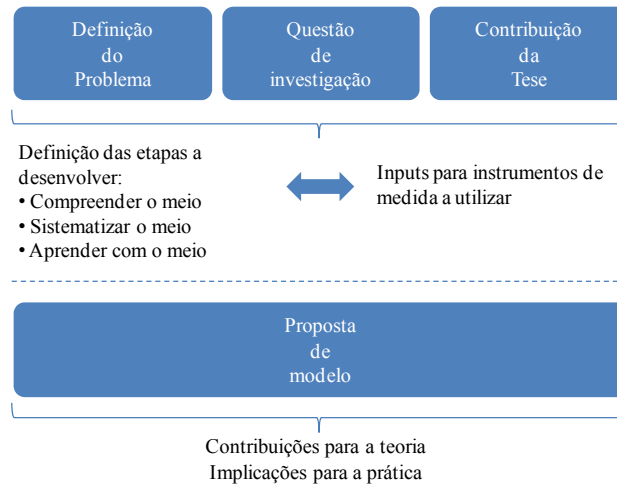 Definição
do
Problema
Questão
de
investigação
Contribuição
da
Tese
Definição das etapas a
desenvolver:
• Compreender o meio
• Sistematizar o meio
• Aprender com o meio
Inputs para instrumentos de
medida a utilizar
Proposta
de
modelo
Contribuições para a teoria
Implicações para a prática